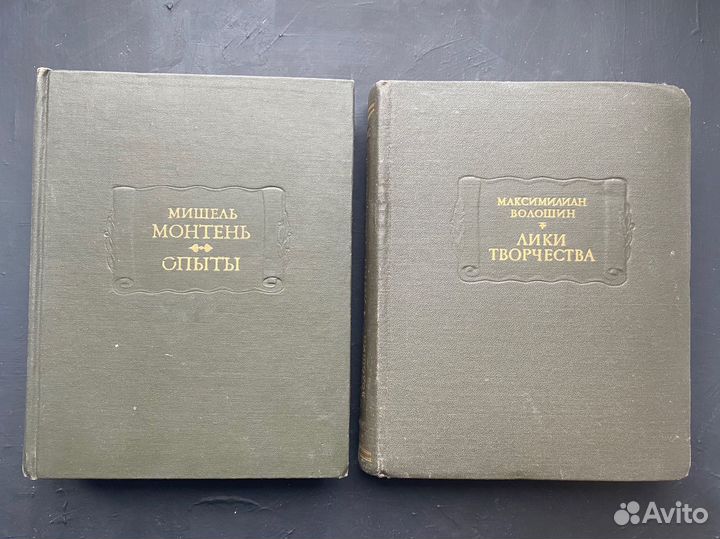 МИШЕЛЬ
МОНТЕНЬ
ОПЫТЫ
МАКСИМИЛИАН
ВОЛОШИН
ЛИКИ
ТВОРЧЕСТВА
Avito